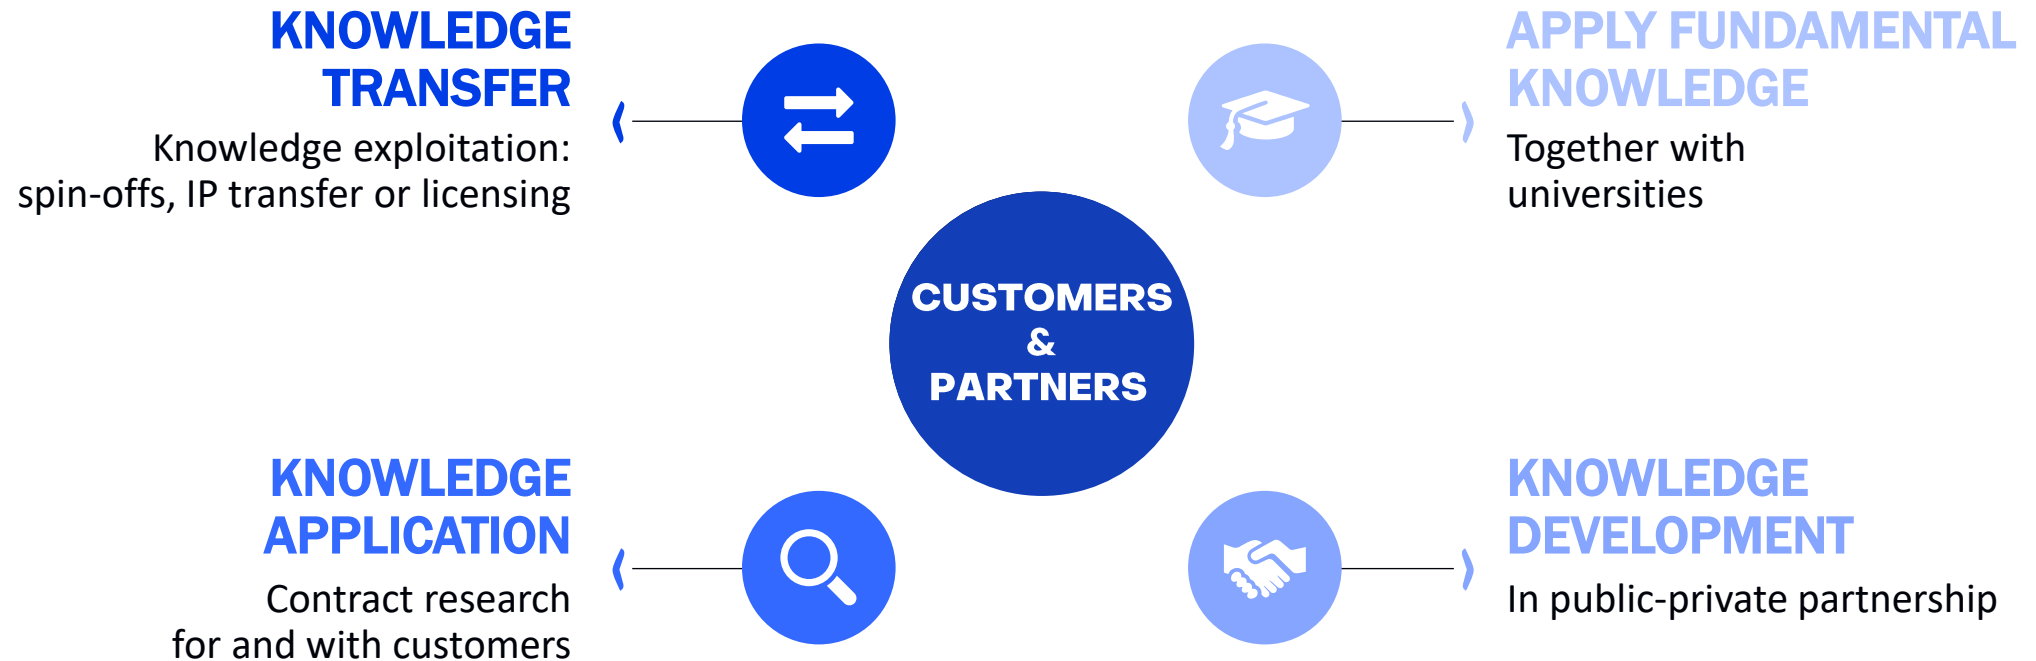 KNOWLEDGE
TRANSFER
Knowledge exploitation:
spin-offs, IP transfer or licensing
APPLY FUNDAMENTAL
KNOWLEDGE
Together with
universities
CUSTOMERS
&
PARTNERS
KNOWLEDGE
APPLICATION
Contract research
for and with customers
KNOWLEDGE
DEVELOPMENT
In public-private partnership